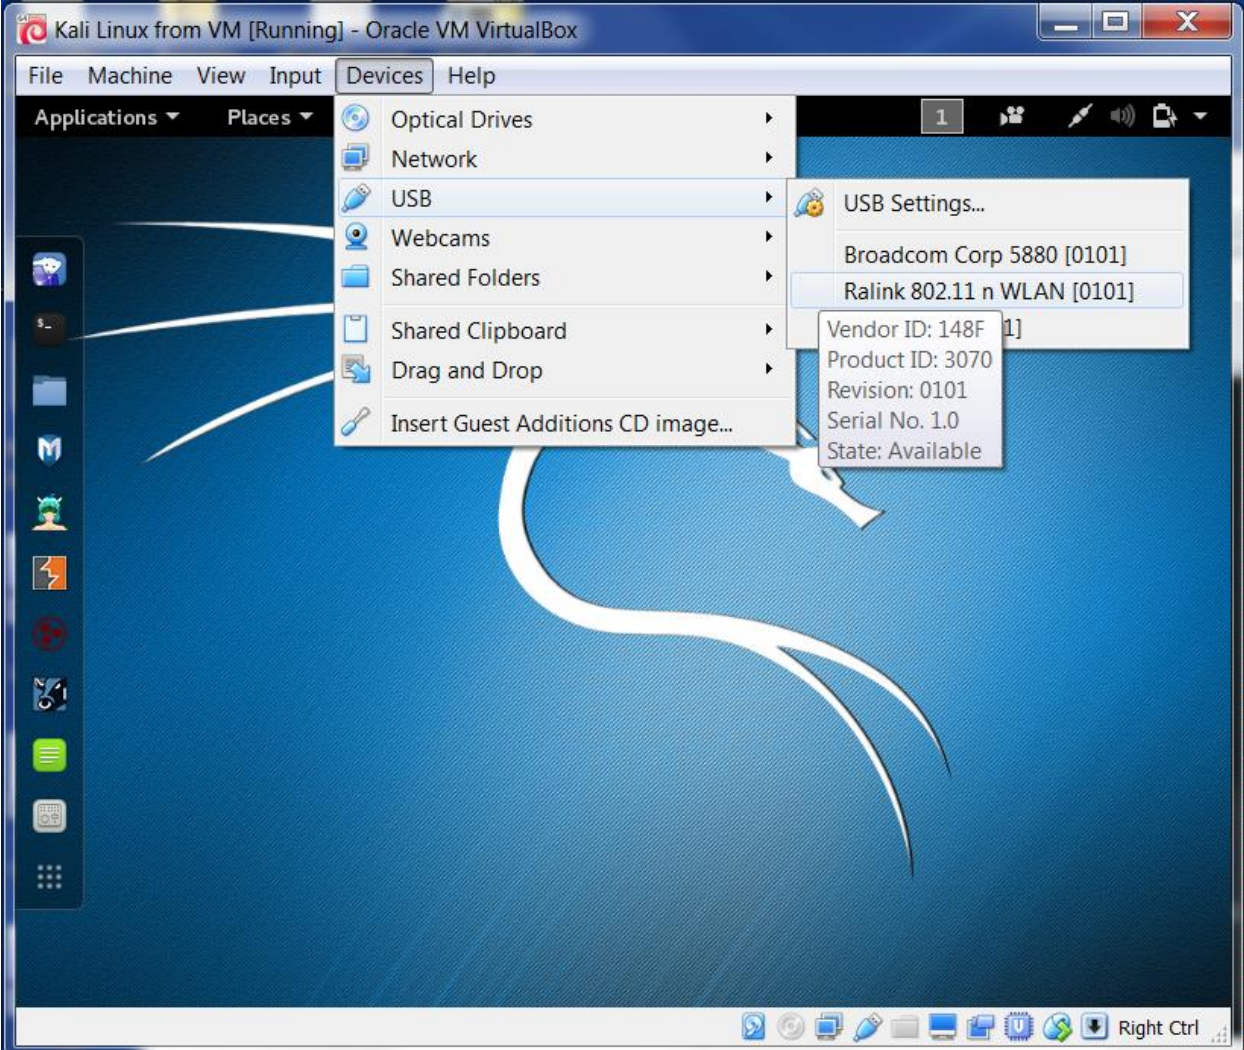 Kali Linux from VM [Running] - Oracle VM VirtualBox
File Machine View Input Devices Help
Applications Places 1
Optical Drives
Network
USB
Webcams
Shared Folders
Shared Clipboard
Drag and Drop
Insert Guest Additions CD image...
USB Settings...
Broadcom Corp 5880 [0101]
Ralink 802.11 n WLAN [0101]
1]
Vendor ID: 148F
Product ID: 3070
Revision: 0101
Serial No. 1.0
State: Available
$_
Right Ctrl